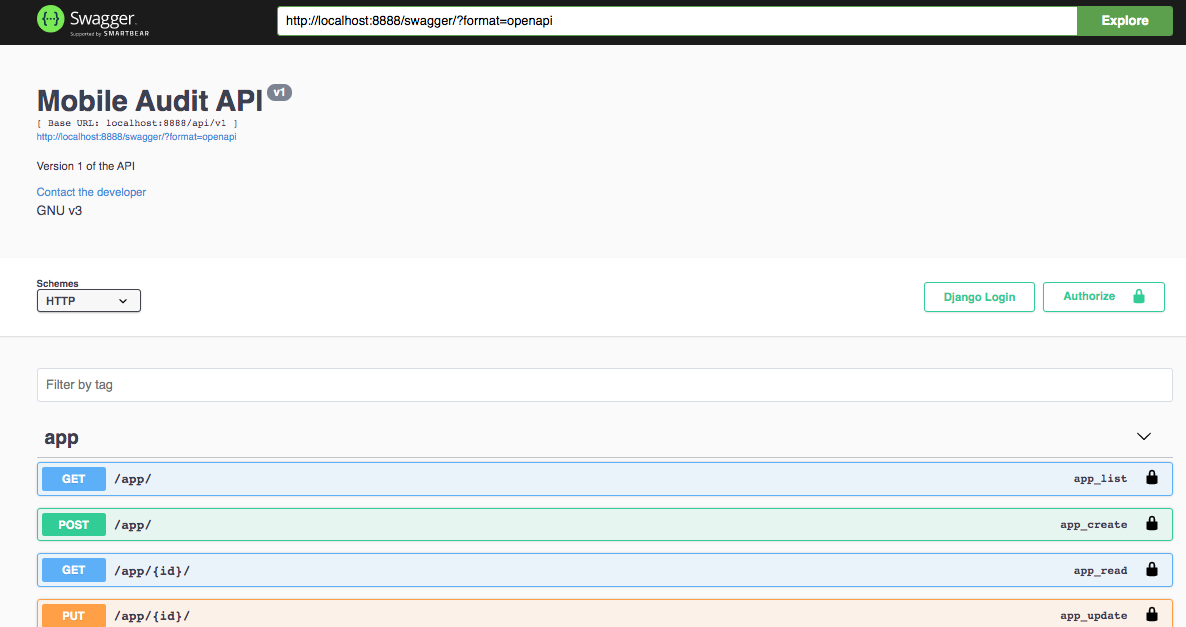 Swagger
Supported by SMARTBEAR
http://localhost:8888/swagger/?format=openapi
Explore
Mobile Audit API v1
[ Base URL: localhost:8888/api/v1 ]
http://localhost:8888/swagger/?format=openapi
Version 1 of the API
Contact the developer
GNU v3
Schemes
HTTP
Django Login
Authorize
Filter by tag
app
GET /app/ app_list
POST /app/ app_create
GET /app/{id}/ app_read
PUT /app/{id}/ app_update